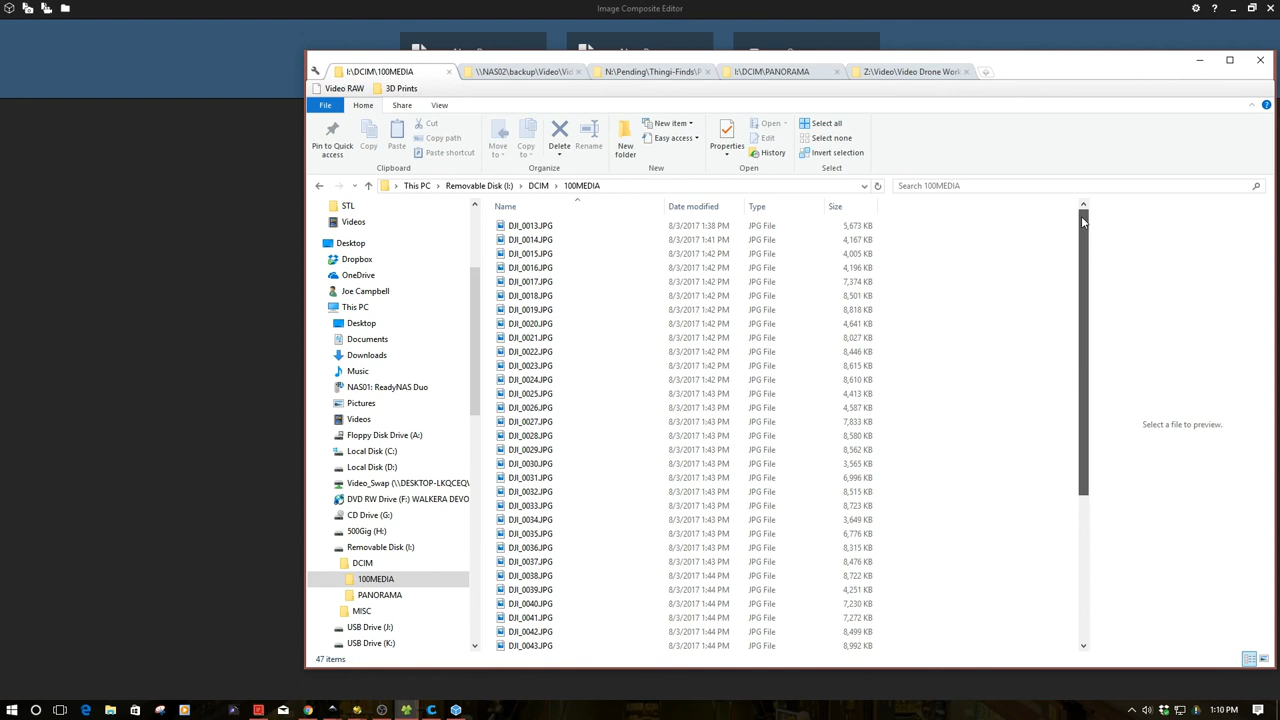 Image Composite Editor
I:\DCIM\100MEDIA
\\NAS02\backup\Video\Vid
N:\Pending\Thingi-Finds\P
I:\DCIM\PANORAMA
Z:\Video\Video Drone Work
Video RAW
3D Prints
File
Home
Share
View
Pin to Quick access
Copy
Paste
Cut
Copy path
Paste shortcut
Clipboard
Move to
Copy to
Delete
Rename
Organize
New folder
New item
Easy access
New
Properties
Open
Edit
History
Open
Select all
Select none
Invert selection
Select
This PC
Removable Disk (I:)
DCIM
100MEDIA
Search 100MEDIA
STL
Videos
Desktop
Dropbox
OneDrive
Joe Campbell
This PC
Desktop
Documents
Downloads
Music
NAS01: ReadyNAS Duo
Pictures
Videos
Floppy Disk Drive (A:)
Local Disk (C:)
Local Disk (D:)
Video_Swap (\\DESKTOP-LKQCEQV
DVD RW Drive (F:) WALKERA DEVO
CD Drive (G:)
500Gig (H:)
Removable Disk (I:)
DCIM
100MEDIA
PANORAMA
MISC
USB Drive (J:)
USB Drive (K:)
Name Date modified Type Size
DJI_0013.JPG 8/3/2017 1:38 PM JPG File 5,673 KB
DJI_0014.JPG 8/3/2017 1:41 PM JPG File 4,167 KB
DJI_0015.JPG 8/3/2017 1:42 PM JPG File 4,005 KB
DJI_0016.JPG 8/3/2017 1:42 PM JPG File 4,196 KB
DJI_0017.JPG 8/3/2017 1:42 PM JPG File 7,374 KB
DJI_0018.JPG 8/3/2017 1:42 PM JPG File 8,501 KB
DJI_0019.JPG 8/3/2017 1:42 PM JPG File 8,818 KB
DJI_0020.JPG 8/3/2017 1:42 PM JPG File 4,641 KB
DJI_0021.JPG 8/3/2017 1:42 PM JPG File 8,027 KB
DJI_0022.JPG 8/3/2017 1:42 PM JPG File 8,446 KB
DJI_0023.JPG 8/3/2017 1:42 PM JPG File 8,615 KB
DJI_0024.JPG 8/3/2017 1:42 PM JPG File 8,610 KB
DJI_0025.JPG 8/3/2017 1:43 PM JPG File 4,413 KB
DJI_0026.JPG 8/3/2017 1:43 PM JPG File 4,587 KB
DJI_0027.JPG 8/3/2017 1:43 PM JPG File 7,833 KB
DJI_0028.JPG 8/3/2017 1:43 PM JPG File 8,580 KB
DJI_0029.JPG 8/3/2017 1:43 PM JPG File 8,562 KB
DJI_0030.JPG 8/3/2017 1:43 PM JPG File 3,565 KB
DJI_0031.JPG 8/3/2017 1:43 PM JPG File 6,996 KB
DJI_0032.JPG 8/3/2017 1:43 PM JPG File 8,515 KB
DJI_0033.JPG 8/3/2017 1:43 PM JPG File 8,723 KB
DJI_0034.JPG 8/3/2017 1:43 PM JPG File 3,649 KB
DJI_0035.JPG 8/3/2017 1:43 PM JPG File 6,776 KB
DJI_0036.JPG 8/3/2017 1:43 PM JPG File 8,315 KB
DJI_0037.JPG 8/3/2017 1:43 PM JPG File 8,476 KB
DJI_0038.JPG 8/3/2017 1:44 PM JPG File 8,722 KB
DJI_0039.JPG 8/3/2017 1:44 PM JPG File 4,251 KB
DJI_0040.JPG 8/3/2017 1:44 PM JPG File 7,230 KB
DJI_0041.JPG 8/3/2017 1:44 PM JPG File 7,272 KB
DJI_0042.JPG 8/3/2017 1:44 PM JPG File 8,499 KB
DJI_0043.JPG 8/3/2017 1:44 PM JPG File 8,992 KB
Select a file to preview.
47 items
1:10 PM